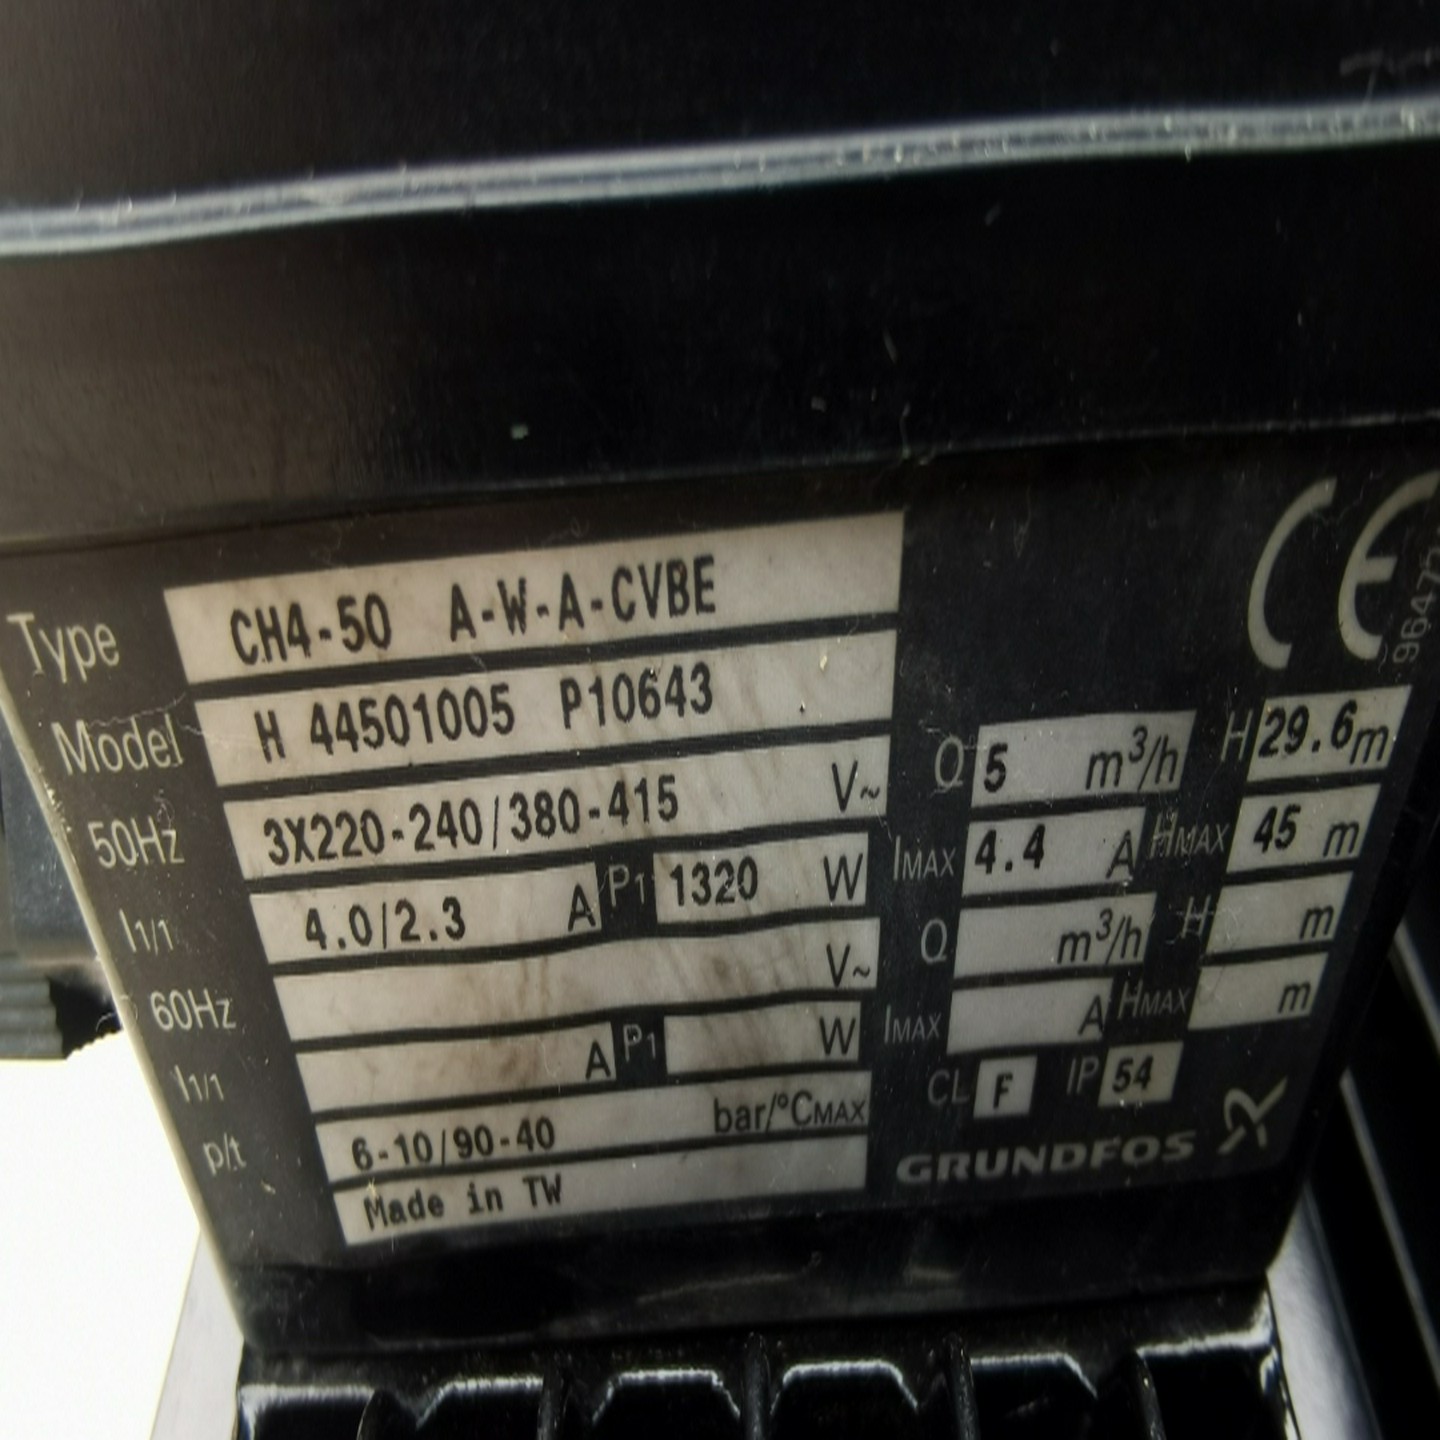 Type CH4-50 A-W-A-CVBE
Model H 44501005 P10643
50Hz 3X220-240/380-415 V~
I1/1 4.0/2.3 A P1 1320 W
60Hz V~
I1/1 A P1 W
p/t 6-10/90-40 bar/°CMAX
Made in TW
CE
Q 5 m³/h H 29.6 m
IMAX 4.4 A HMAX 45 m
Q m³/h H m
IMAX A HMAX m
CL F IP 54
GRUNDFOS